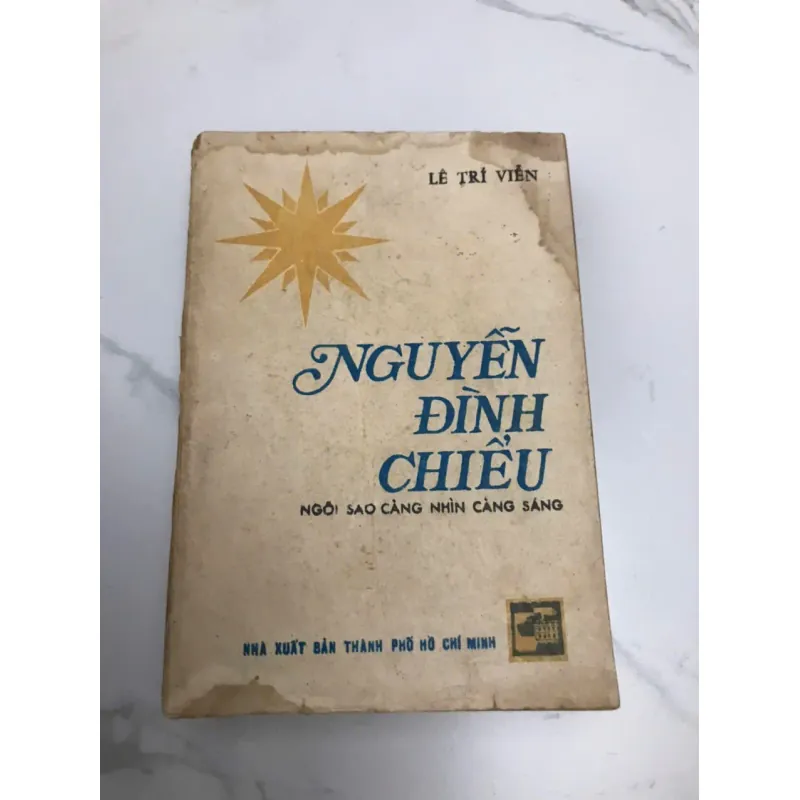 LÊ TRÍ VIỄN
NGUYỄN
ĐÌNH
CHIỂU
NGÔI SAO CÀNG NHÌN CÀNG SÁNG
NHÀ XUẤT BẢN THÀNH PHỐ HỒ CHÍ MINH